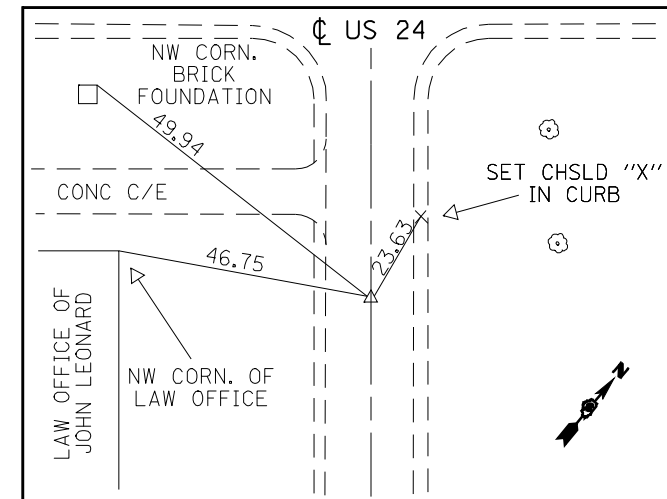 ℄ US 24
NW CORN.
BRICK
FOUNDATION
49.94
SET CHSLD "X"
IN CURB
CONC C/E
46.75
23.63
LAW OFFICE OF
JOHN LEONARD
NW CORN. OF
LAW OFFICE
N